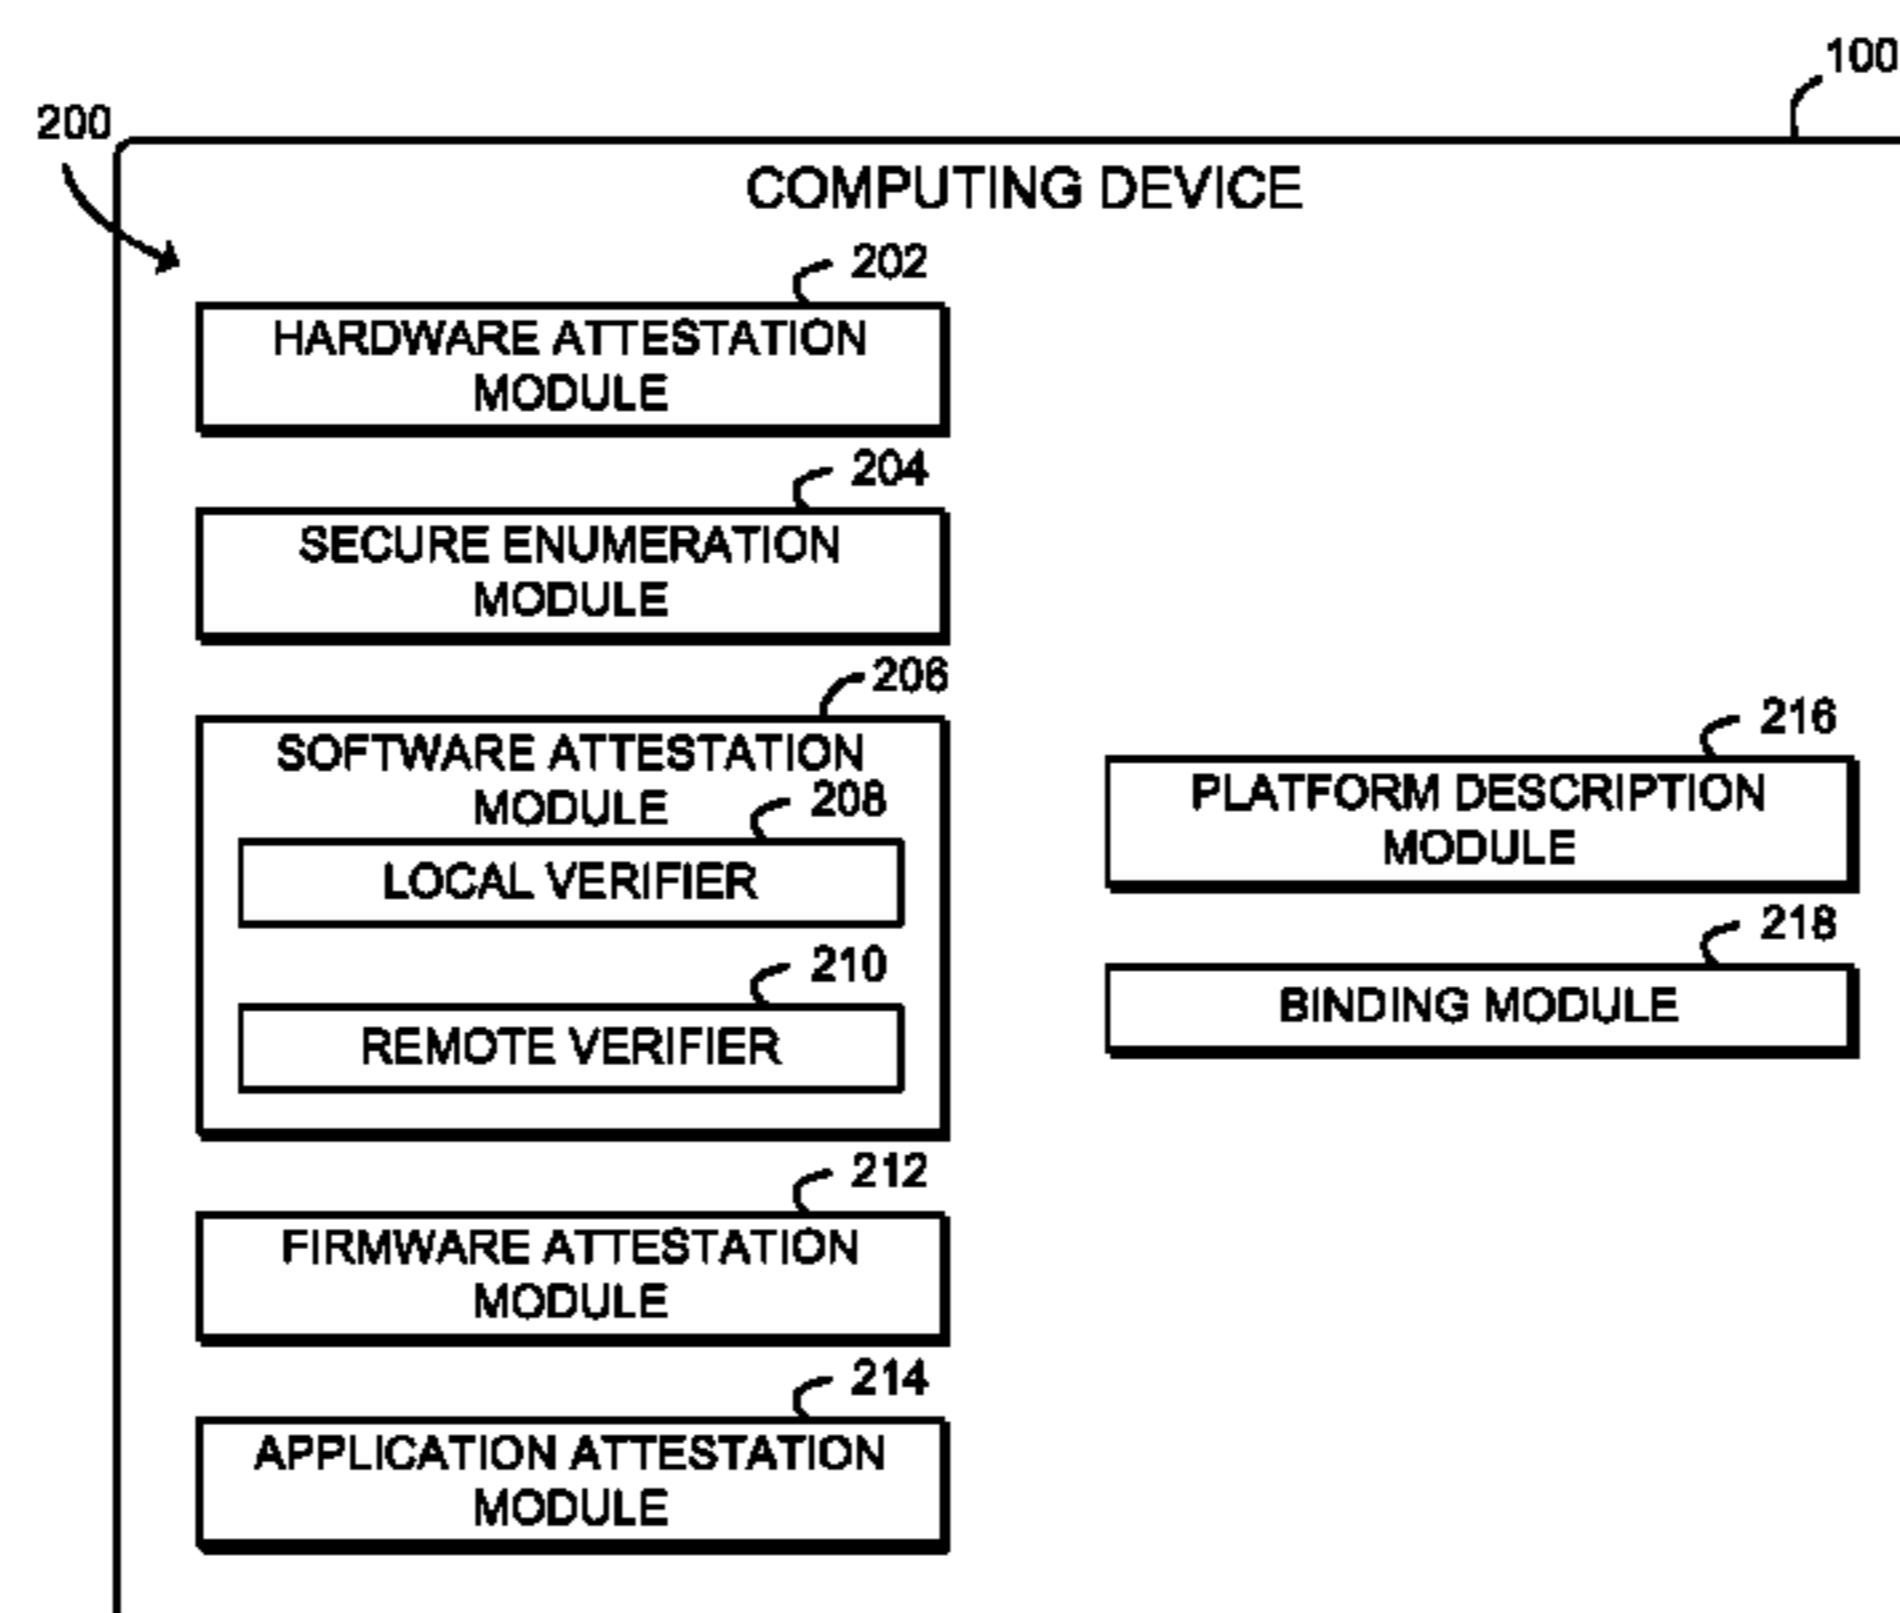 100
200
COMPUTING DEVICE
202
HARDWARE ATTESTATION
MODULE
204
SECURE ENUMERATION
MODULE
206
SOFTWARE ATTESTATION
MODULE
208
LOCAL VERIFIER
210
REMOTE VERIFIER
212
FIRMWARE ATTESTATION
MODULE
214
APPLICATION ATTESTATION
MODULE
216
PLATFORM DESCRIPTION
MODULE
218
BINDING MODULE